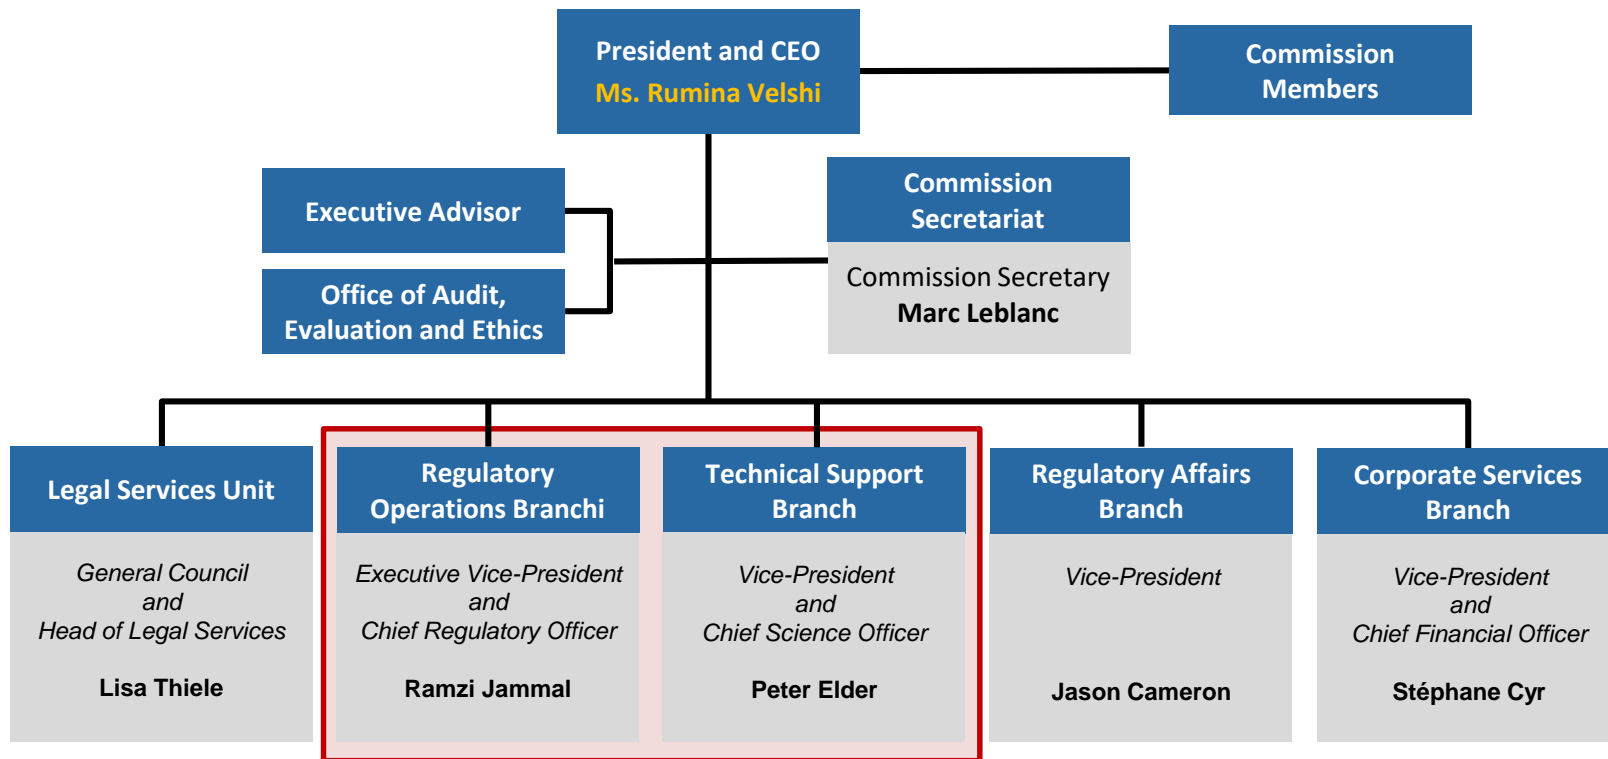 President and CEO
Ms. Rumina Velshi
Commission
Members
Executive Advisor
Office of Audit,
Evaluation and Ethics
Commission
Secretariat
Commission Secretary
Marc Leblanc
Legal Services Unit
General Council
and
Head of Legal Services
Lisa Thiele
Regulatory
Operations Branchi
Executive Vice-President
and
Chief Regulatory Officer
Ramzi Jammal
Technical Support
Branch
Vice-President
and
Chief Science Officer
Peter Elder
Regulatory Affairs
Branch
Vice-President
Jason Cameron
Corporate Services
Branch
Vice-President
and
Chief Financial Officer
Stéphane Cyr